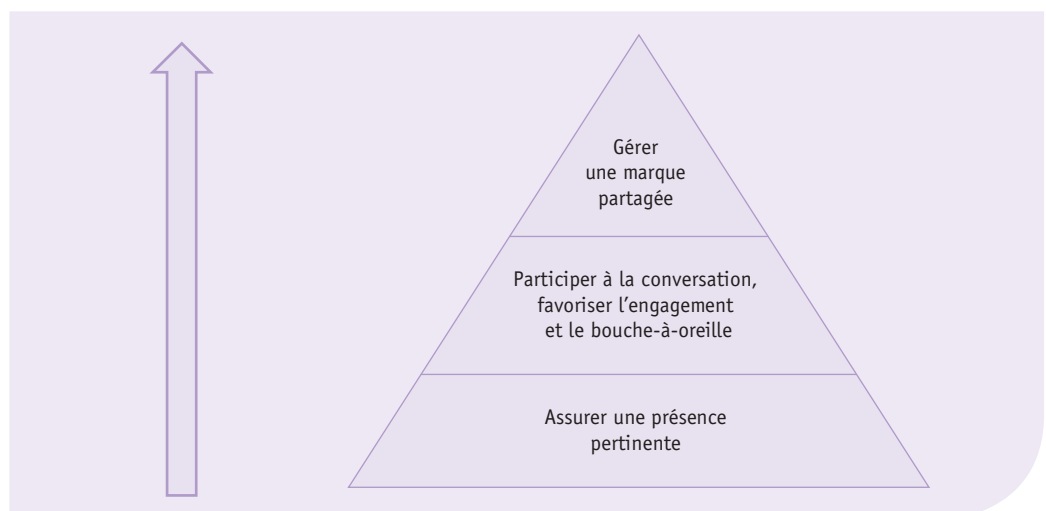 Gérer
une marque
partagée
Participer à la conversation,
favoriser l’engagement
et le bouche-à-oreille
Assurer une présence
pertinente